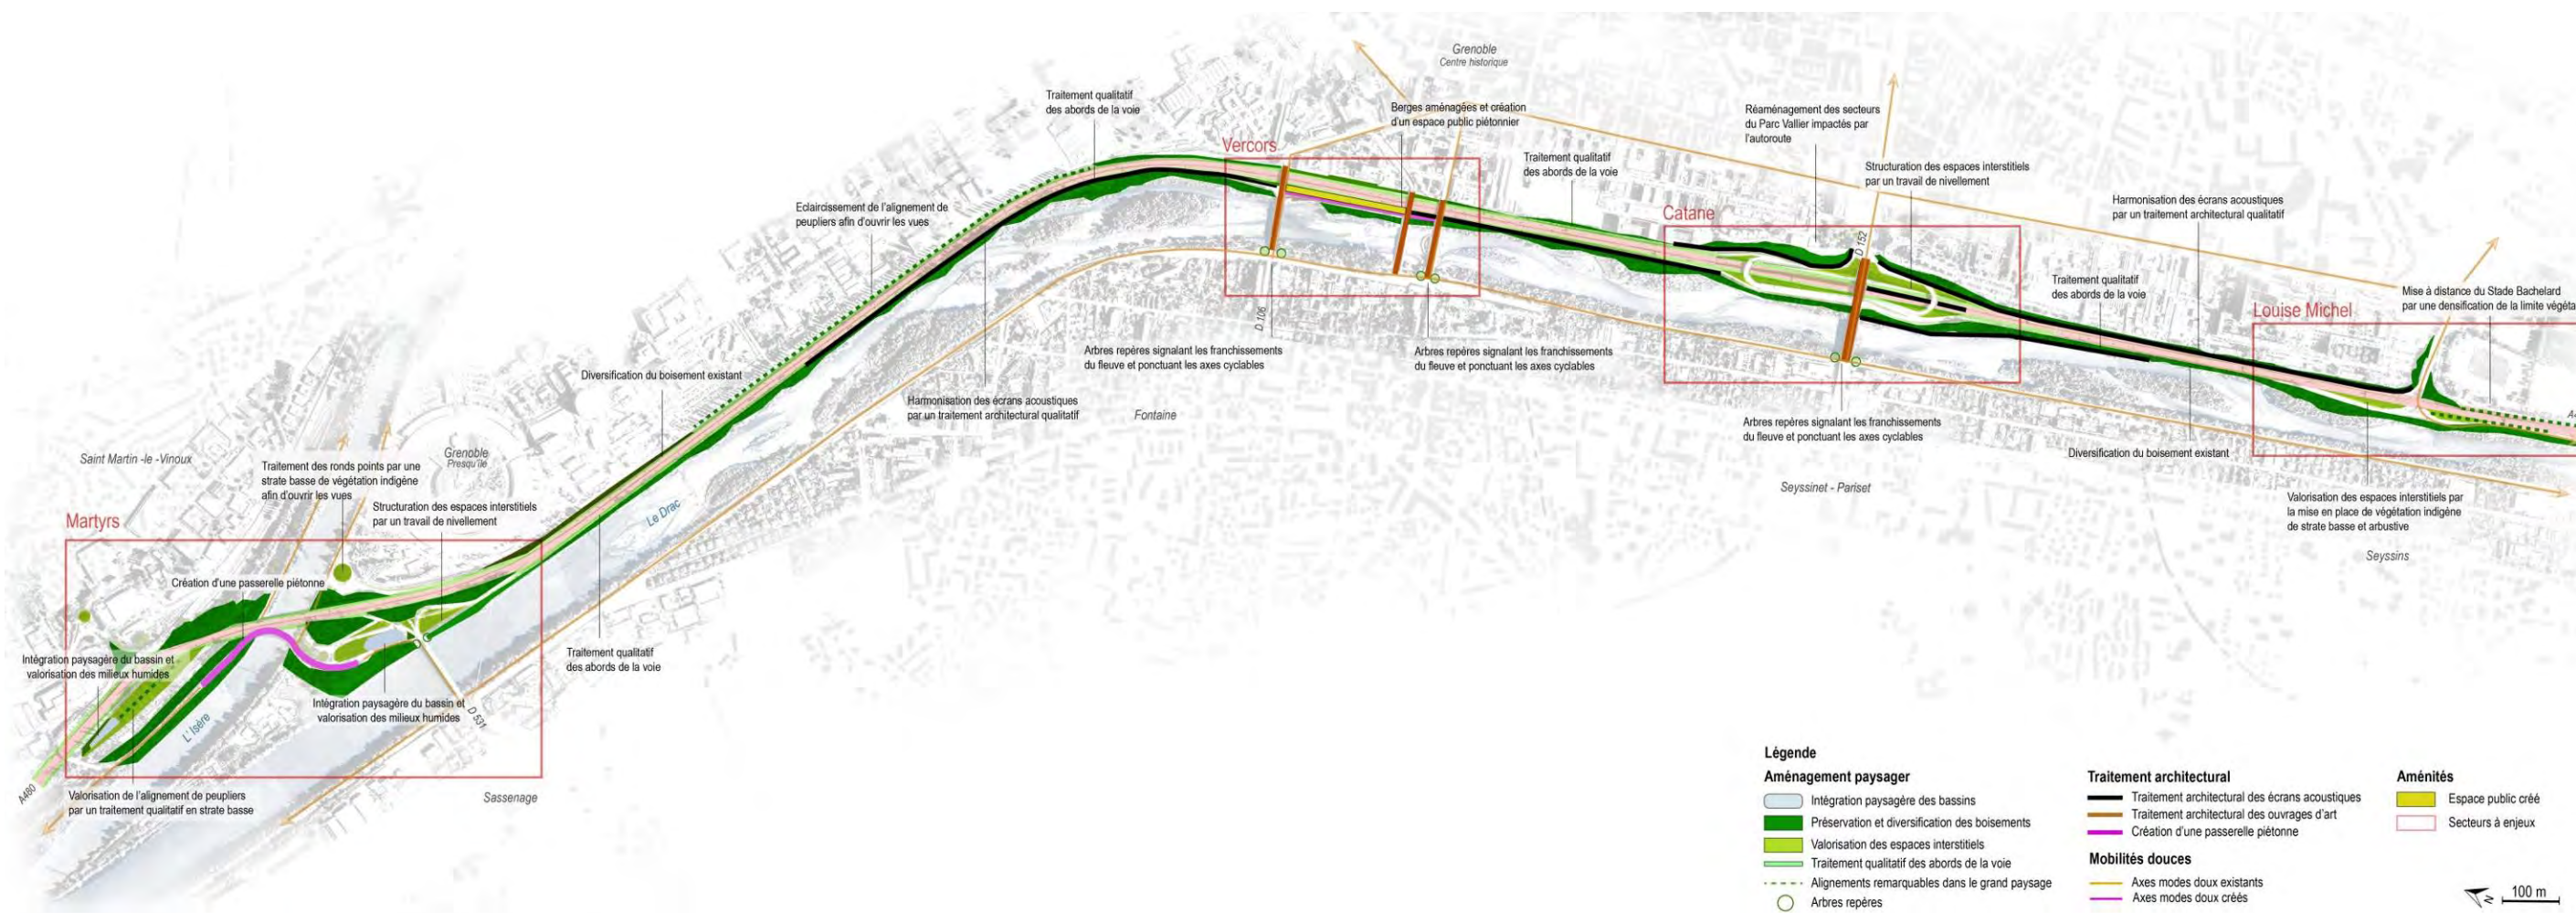 Grenoble
Centre historique
Traitement qualitatif
des abords de la voie
Berges aménagées et création
d'un espace public piétonnier
Réaménagement des secteurs
du Parc Vallier impactés par
l'autoroute
Vercors
Traitement qualitatif
des abords de la voie
Structuration des espaces interstitiels
par un travail de nivellement
Eclaircissement de l'alignement de
peupliers afin d'ouvrir les vues
Catane
Harmonisation des écrans acoustiques
par un traitement architectural qualitatif
D 152
Traitement qualitatif
des abords de la voie
Mise à distance du Stade Bachelard
par une densification de la limite végéta
Louise Michel
D 106
Arbres repères signalant les franchissements
du fleuve et ponctuant les axes cyclables
Arbres repères signalant les franchissements
du fleuve et ponctuant les axes cyclables
Diversification du boisement existant
Harmonisation des écrans acoustiques
par un traitement architectural qualitatif
Fontaine
Arbres repères signalant les franchissements
du fleuve et ponctuant les axes cyclables
A4
Diversification du boisement existant
Saint Martin -le -Vinoux
Grenoble
Presqu'île
Traitement des ronds points par une
strate basse de végétation indigène
afin d'ouvrir les vues
Seyssinet - Pariset
Structuration des espaces interstitiels
par un travail de nivellement
Valorisation des espaces interstitiels par
la mise en place de végétation indigène
de strate basse et arbustive
Le Drac
Martyrs
Seyssins
Création d'une passerelle piétonne
Traitement qualitatif
des abords de la voie
Intégration paysagère du bassin et
valorisation des milieux humides
Intégration paysagère du bassin et
valorisation des milieux humides
D 531
L' Isère
A480
Valorisation de l'alignement de peupliers
par un traitement qualitatif en strate basse
Sassenage
Légende
Aménagement paysager
Intégration paysagère des bassins
Préservation et diversification des boisements
Valorisation des espaces interstitiels
Traitement qualitatif des abords de la voie
Alignements remarquables dans le grand paysage
Arbres repères
Traitement architectural
Traitement architectural des écrans acoustiques
Traitement architectural des ouvrages d'art
Création d'une passerelle piétonne
Mobilités douces
Axes modes doux existants
Axes modes doux créés
Aménités
Espace public créé
Secteurs à enjeux
N
100 m